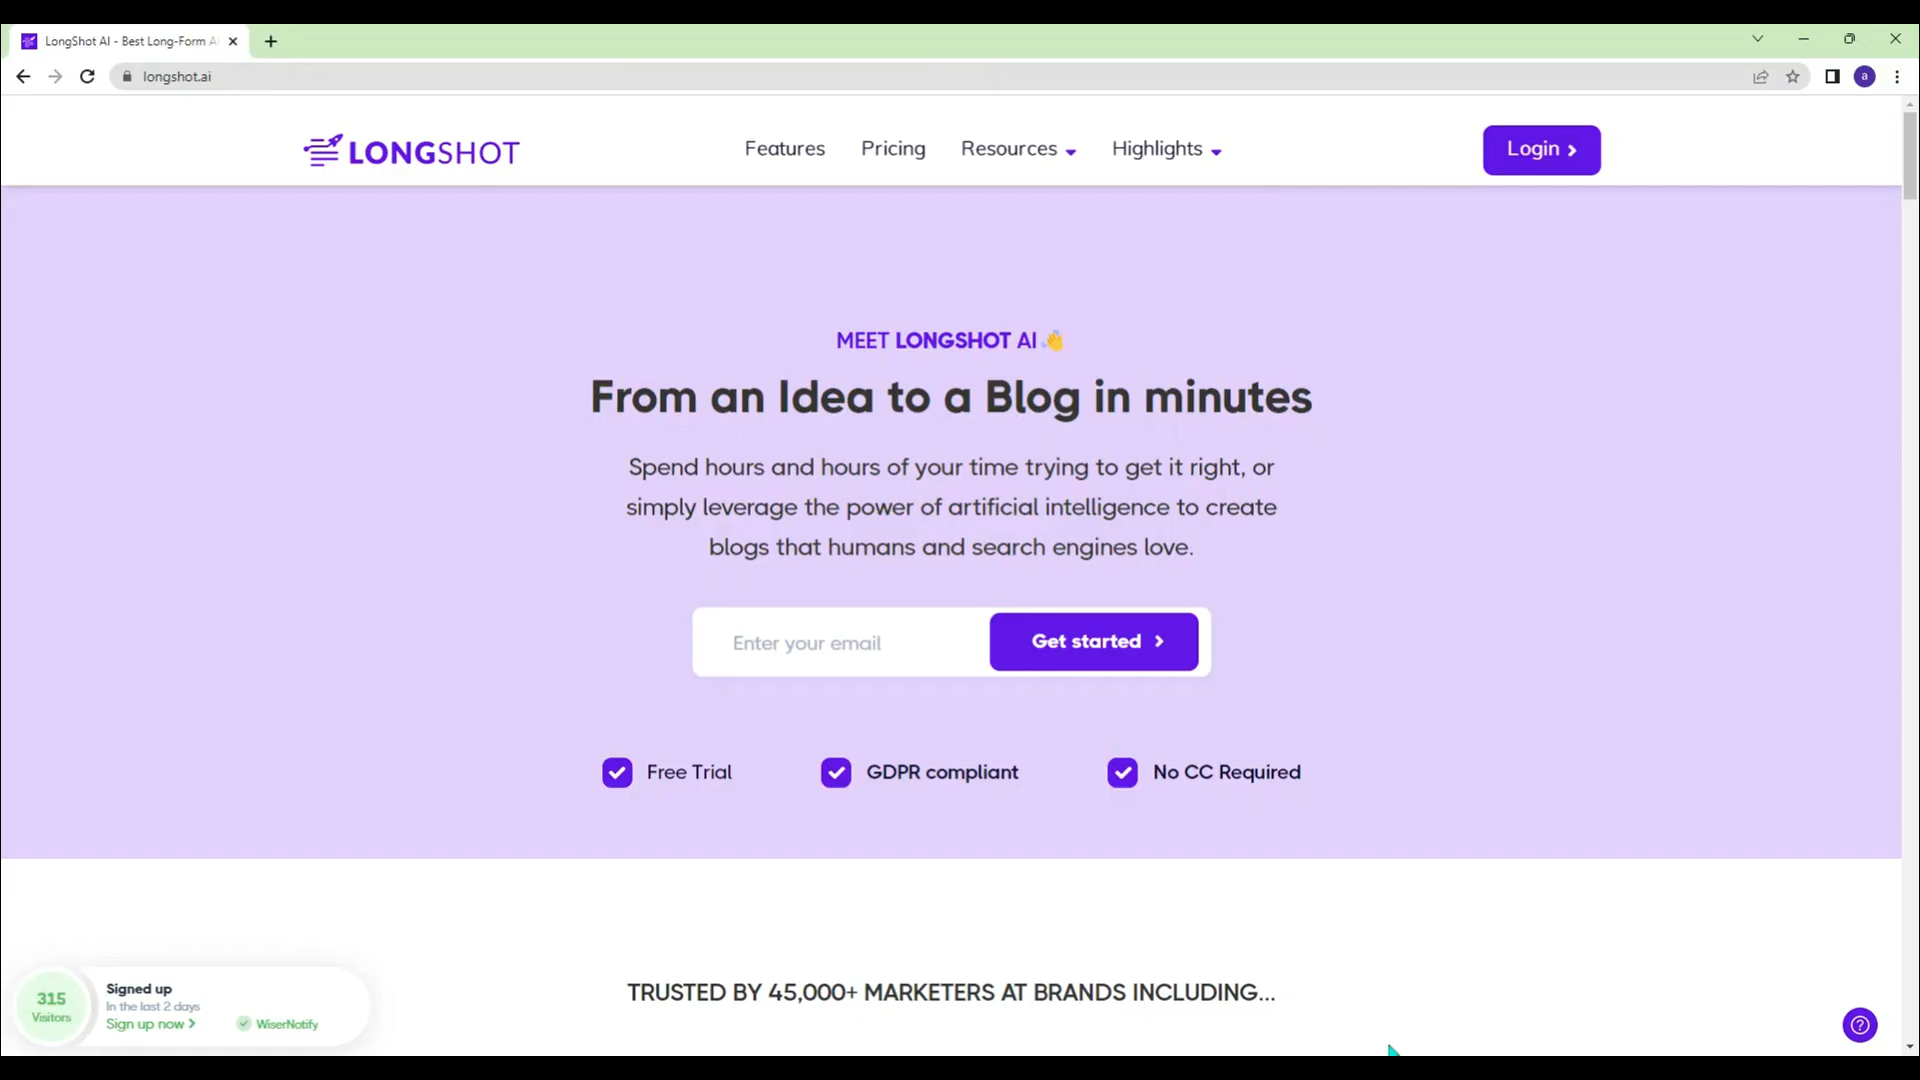 LongShot AI - Best Long-Form A
longshot.ai
a
LONGSHOT
Features
Pricing
Resources
Highlights
Login
MEET LONGSHOT AI 👋
From an Idea to a Blog in minutes
Spend hours and hours of your time trying to get it right, or
simply leverage the power of artificial intelligence to create
blogs that humans and search engines love.
Enter your email
Get started
Free Trial
GDPR compliant
No CC Required
TRUSTED BY 45,000+ MARKETERS AT BRANDS INCLUDING...
315
Visitors
Signed up
In the last 2 days
Sign up now
WiserNotify